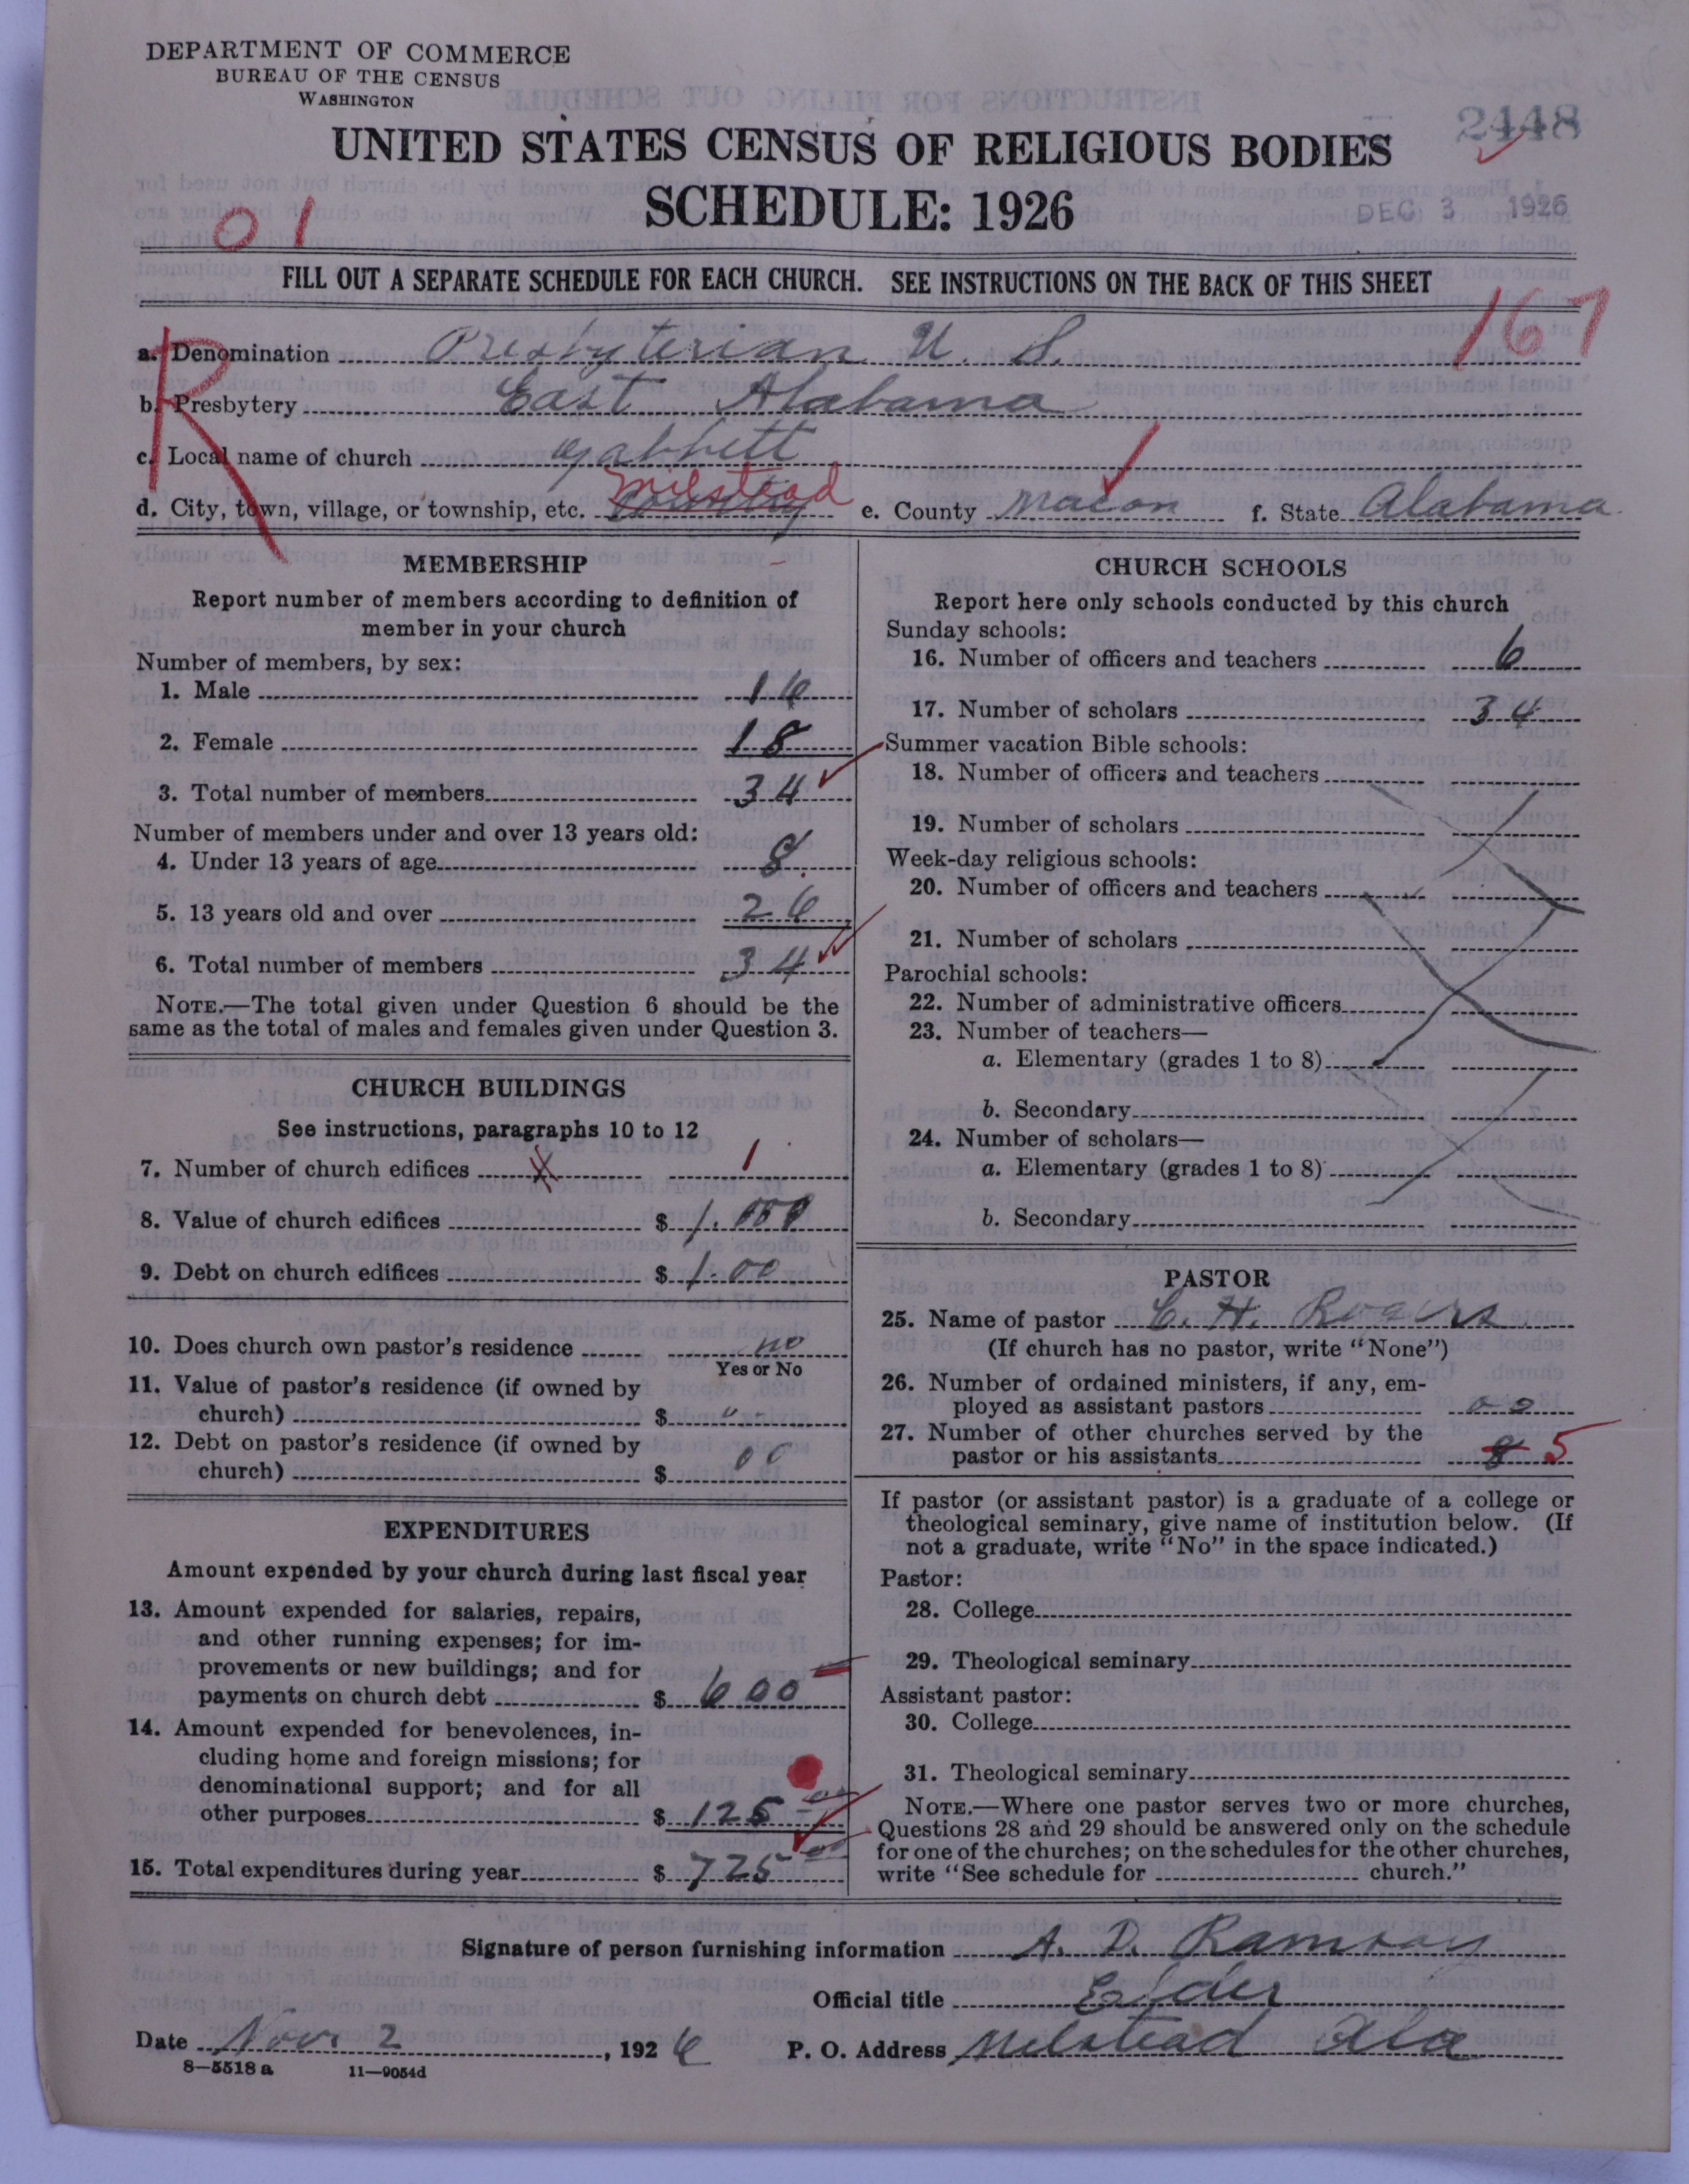 DEPARTMENT OF COMMERCE
BUREAU OF THE CENSUS
WASHINGTON
2448
UNITED STATES CENSUS OF RELIGIOUS BODIES
SCHEDULE: 1926
DEC 3 1926
01
FILL OUT A SEPARATE SCHEDULE FOR EACH CHURCH. SEE INSTRUCTIONS ON THE BACK OF THIS SHEET
167
R
a. Denomination Presbyterian U. S.
b. Presbytery East Alabama
c. Local name of church Gabbett
d. City, town, village, or township, etc. Country Milstead e. County Macon f. State Alabama
MEMBERSHIP
Report number of members according to definition of
member in your church
Number of members, by sex:
1. Male 16
2. Female 18
3. Total number of members 34
Number of members under and over 13 years old:
4. Under 13 years of age 8
5. 13 years old and over 26
6. Total number of members 34
NOTE.—The total given under Question 6 should be the
same as the total of males and females given under Question 3.
CHURCH BUILDINGS
See instructions, paragraphs 10 to 12
7. Number of church edifices 1
8. Value of church edifices $ 1.000
9. Debt on church edifices $ 1.00
10. Does church own pastor's residence no
Yes or No
11. Value of pastor's residence (if owned by
church) $ "
12. Debt on pastor's residence (if owned by
church) $ 00
EXPENDITURES
Amount expended by your church during last fiscal year
13. Amount expended for salaries, repairs,
and other running expenses; for im-
provements or new buildings; and for
payments on church debt $ 600
14. Amount expended for benevolences, in-
cluding home and foreign missions; for
denominational support; and for all
other purposes $ 125 00
15. Total expenditures during year $ 725 00
CHURCH SCHOOLS
Report here only schools conducted by this church
Sunday schools:
16. Number of officers and teachers 6
17. Number of scholars 34
Summer vacation Bible schools:
18. Number of officers and teachers
19. Number of scholars
Week-day religious schools:
20. Number of officers and teachers
21. Number of scholars
Parochial schools:
22. Number of administrative officers
23. Number of teachers—
a. Elementary (grades 1 to 8)
b. Secondary
24. Number of scholars—
a. Elementary (grades 1 to 8)
b. Secondary
PASTOR
25. Name of pastor C. H. Rogers
(If church has no pastor, write "None")
26. Number of ordained ministers, if any, em-
ployed as assistant pastors 00
27. Number of other churches served by the
pastor or his assistants 8 5
If pastor (or assistant pastor) is a graduate of a college or
theological seminary, give name of institution below. (If
not a graduate, write "No" in the space indicated.)
Pastor:
28. College
29. Theological seminary
Assistant pastor:
30. College
31. Theological seminary
NOTE.—Where one pastor serves two or more churches,
Questions 28 and 29 should be answered only on the schedule
for one of the churches; on the schedules for the other churches,
write "See schedule for church."
Signature of person furnishing information A. D. Ramsay
Official title Elder
Date Nov 2, 1926 P. O. Address Milstead Ala
8—5518 a 11—9054d